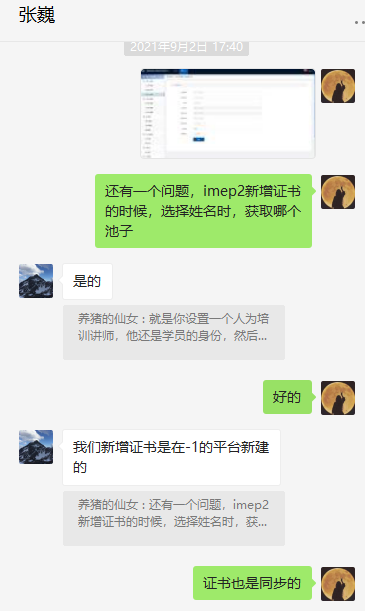 张巍
2021年9月2日 17:40
还有一个问题，imep2新增证书
的时候，选择姓名时，获取哪个
池子
是的
养猪的仙女：就是你设置一个人为培
训讲师，他还是学员的身份，然后...
好的
我们新增证书是在-1的平台新建
的
养猪的仙女：还有一个问题，imep2
新增证书的时候，选择姓名时，获...
证书也是同步的